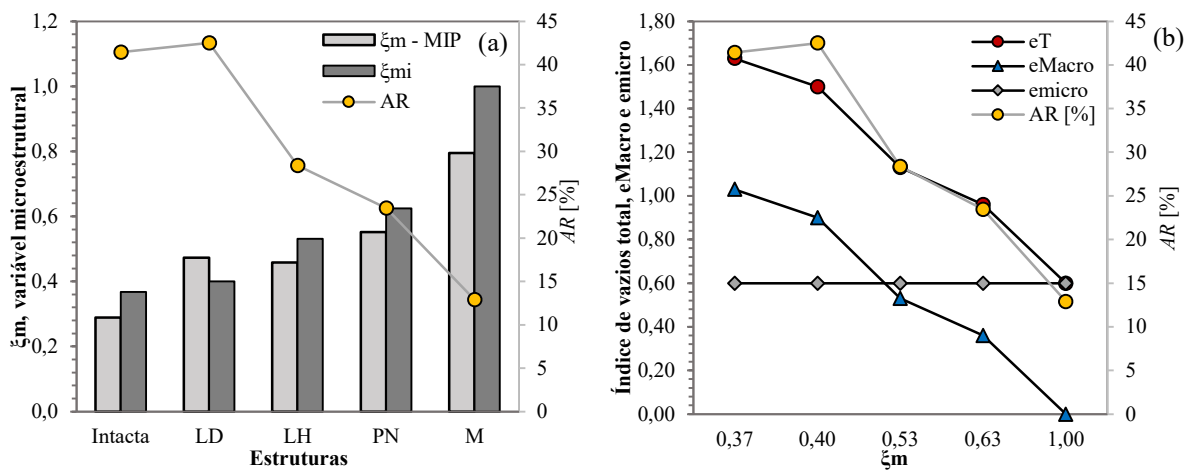 1,2
1,0
0,8
0,6
0,4
0,2
0,0
ξm, variável microestrutural
ξm - MIP
ξmi
AR
(a)
45
40
35
30
25
20
15
10
5
0
AR [%]
Intacta LD LH PN M
Estruturas
1,80
1,60
1,40
1,20
1,00
0,80
0,60
0,40
0,20
0,00
Índice de vazios total, eMacro e emicro
eT
eMacro
emicro
AR [%]
(b)
45
40
35
30
25
20
15
10
5
0
AR [%]
0,37 0,40 0,53 0,63 1,00
ξm